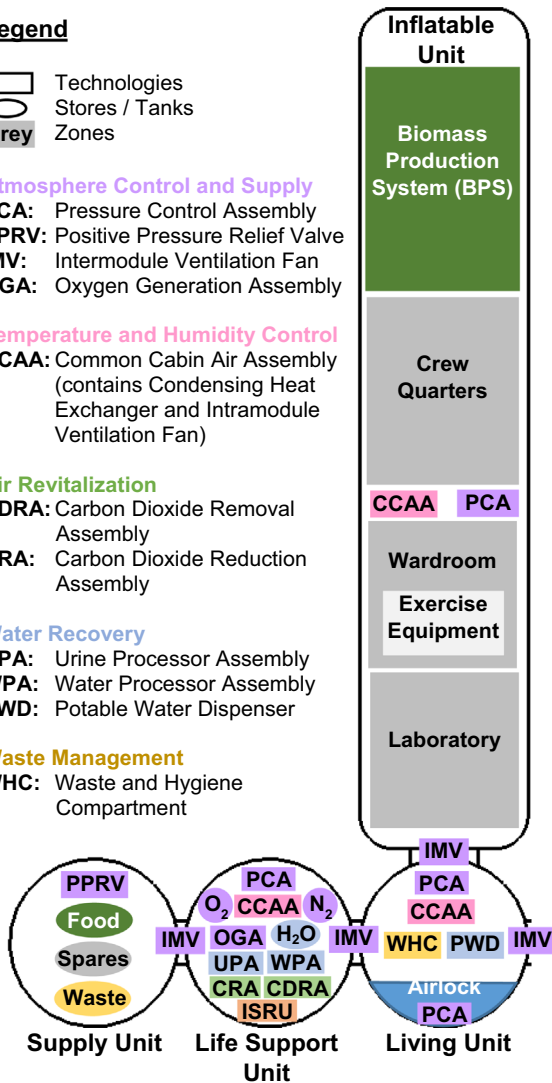 egend
Technologies
Stores / Tanks
rey Zones
tmosphere Control and Supply
CA: Pressure Control Assembly
PRV: Positive Pressure Relief Valve
MV: Intermodule Ventilation Fan
GA: Oxygen Generation Assembly
emperature and Humidity Control
CAA: Common Cabin Air Assembly
(contains Condensing Heat
Exchanger and Intramodule
Ventilation Fan)
ir Revitalization
DRA: Carbon Dioxide Removal
Assembly
RA: Carbon Dioxide Reduction
Assembly
ater Recovery
PA: Urine Processor Assembly
PA: Water Processor Assembly
WD: Potable Water Dispenser
aste Management
HC: Waste and Hygiene
Compartment
Inflatable
Unit
Biomass
Production
System (BPS)
Crew
Quarters
CCAA PCA
Wardroom
Exercise
Equipment
Laboratory
IMV
PPRV
Food
Spares
Waste
Supply Unit
IMV
PCA
O₂ CCAA N₂
OGA H₂O
UPA WPA
CRA CDRA
ISRU
Life Support
Unit
IMV
PCA
CCAA
WHC PWD IMV
Airlock
PCA
Living Unit